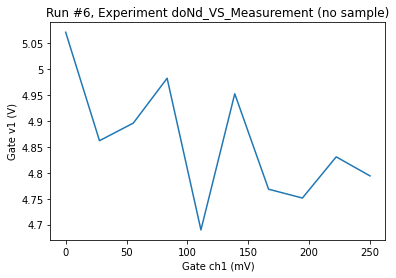 Run #6, Experiment doNd_VS_Measurement (no sample)
Gate v1 (V)
5.05
5
4.95
4.9
4.85
4.8
4.75
4.7
0 50 100 150 200 250
Gate ch1 (mV)